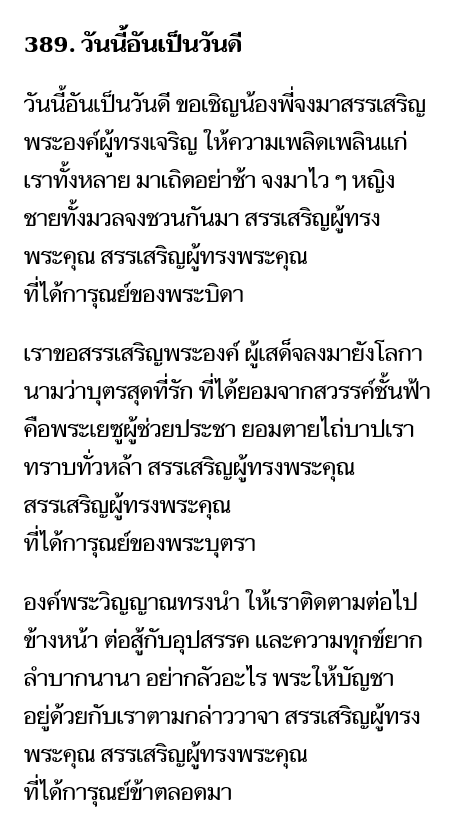 389. วันนี้อันเป็นวันดี
วันนี้อันเป็นวันดี ขอเชิญน้องพี่จงมาสรรเสริญ
พระองค์ผู้ทรงเจริญ ให้ความเพลิดเพลินแก่
เราทั้งหลาย มาเถิดอย่าช้า จงมาไว ๆ หญิง
ชายทั้งมวลจงชวนกันมา สรรเสริญผู้ทรง
พระคุณ สรรเสริญผู้ทรงพระคุณ
ที่ได้การุณย์ของพระบิดา
เราขอสรรเสริญพระองค์ ผู้เสด็จลงมายังโลกา
นามว่าบุตรสุดที่รัก ที่ได้ยอมจากสวรรค์ชั้นฟ้า
คือพระเยซูผู้ช่วยประชา ยอมตายไถ่บาปเรา
ทราบทั่วหล้า สรรเสริญผู้ทรงพระคุณ
สรรเสริญผู้ทรงพระคุณ
ที่ได้การุณย์ของพระบุตรา
องค์พระวิญญาณทรงนำ ให้เราติดตามต่อไป
ข้างหน้า ต่อสู้กับอุปสรรค และความทุกข์ยาก
ลำบากนานา อย่ากลัวอะไร พระให้บัญชา
อยู่ด้วยกับเราตามกล่าววาจา สรรเสริญผู้ทรง
พระคุณ สรรเสริญผู้ทรงพระคุณ
ที่ได้การุณย์ข้าตลอดมา